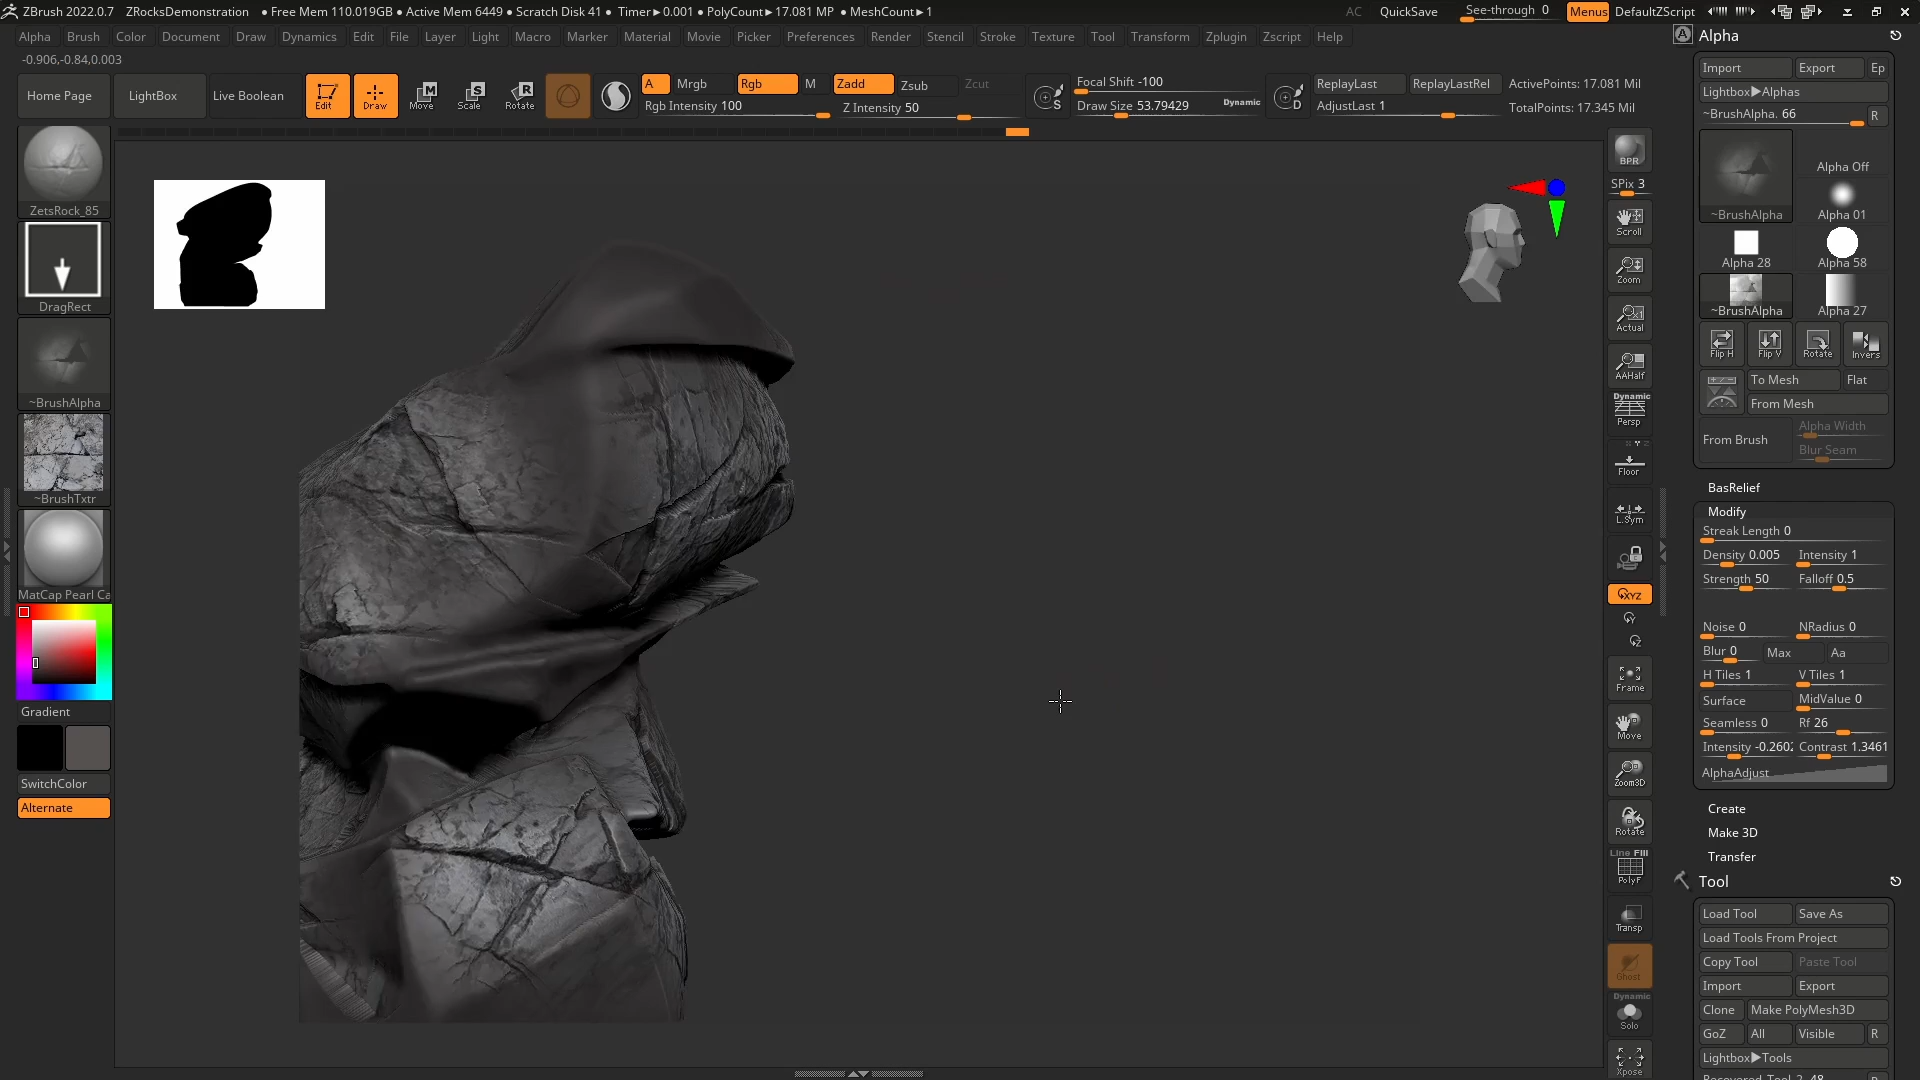 ZBrush 2022.0.7 ZRocksDemonstration ● Free Mem 110.019GB ● Active Mem 6449 ● Scratch Disk 41 ● Timer►0.001 ● PolyCount►17.081 MP ● MeshCount►1 AC QuickSave See-through 0 Menus DefaultZScript
Alpha Brush Color Document Draw Dynamics Edit File Layer Light Macro Marker Material Movie Picker Preferences Render Stencil Stroke Texture Tool Transform Zplugin Zscript Help
-0.906,-0.84,0.003
Home Page LightBox Live Boolean Edit Draw Move Scale Rotate
A Mrgb Rgb M Zadd Zsub Zcut
Rgb Intensity 100 Z Intensity 50
S Focal Shift -100
Draw Size 53.79429 Dynamic
D ReplayLast ReplayLastRel ActivePoints: 17.081 Mil
AdjustLast 1 TotalPoints: 17.345 Mil
ZetsRock_85
DragRect
~BrushAlpha
~BrushTxtr
MatCap Pearl Ca
Gradient
SwitchColor
Alternate
BPR
SPix 3
Scroll
Zoom
Actual
AAHalf
Dynamic
Persp
Floor
L.Sym
XYZ
Y
Z
Frame
Move
Zoom3D
Rotate
Line Fill
PolyF
Transp
Ghost
Dynamic
Solo
Xpose
A Alpha
Import Export Ep
Lightbox►Alphas
~BrushAlpha. 66 R
~BrushAlpha Alpha Off
Alpha 01
Alpha 28 Alpha 58
~BrushAlpha Alpha 27
Flip H Flip V Rotate Invers
To Mesh Flat
From Mesh
From Brush Alpha Width
Blur Seam
BasRelief
Modify
Streak Length 0
Density 0.005 Intensity 1
Strength 50 Falloff 0.5
Noise 0 NRadius 0
Blur 0 Max Aa
H Tiles 1 V Tiles 1
Surface MidValue 0
Seamless 0 Rf 26
Intensity -0.2602 Contrast 1.3461
AlphaAdjust
Create
Make 3D
Transfer
Tool
Load Tool Save As
Load Tools From Project
Copy Tool Paste Tool
Import Export
Clone Make PolyMesh3D
GoZ All Visible R
Lightbox►Tools
Recovered_Tool_2. 48 R